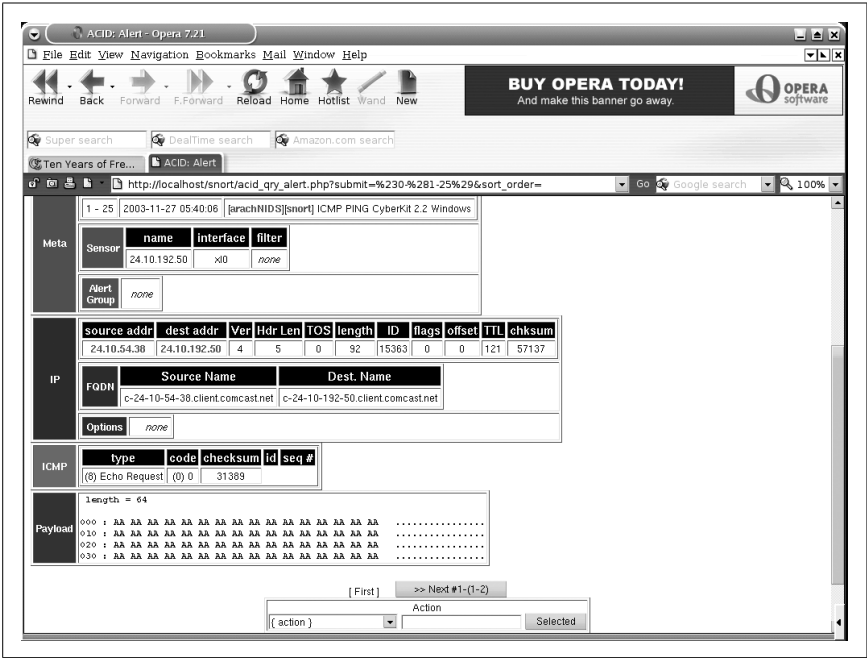 ACID: Alert - Opera 7.21
File Edit View Navigation Bookmarks Mail Window Help
Rewind Back Forward F.Forward Reload Home Hotlist Wand New
BUY OPERA TODAY!
And make this banner go away.
OPERA
software
Super search DealTime search Amazon.com search
Ten Years of Fre... ACID: Alert
http://localhost/snort/acid_qry_alert.php?submit=%230-%281-25%29&sort_order= Go Google search 100%
Meta
1 - 25 2003-11-27 05:40:06 [arachNIDS][snort] ICMP PING CyberKit 2.2 Windows
Sensor
name interface filter
24.10.192.50 xl0 none
Alert
Group
none
IP
source addr dest addr Ver Hdr Len TOS length ID flags offset TTL chksum
24.10.54.38 24.10.192.50 4 5 0 92 15363 0 0 121 57137
FQDN
Source Name Dest. Name
c-24-10-54-38.client.comcast.net c-24-10-192-50.client.comcast.net
Options none
ICMP
type code checksum id seq #
(8) Echo Request (0) 0 31389
Payload
length = 64
000 : AA AA AA AA AA AA AA AA AA AA AA AA AA AA AA AA ................
010 : AA AA AA AA AA AA AA AA AA AA AA AA AA AA AA AA ................
020 : AA AA AA AA AA AA AA AA AA AA AA AA AA AA AA AA ................
030 : AA AA AA AA AA AA AA AA AA AA AA AA AA AA AA AA ................
[ First ] >> Next #1-(1-2)
Action
{ action } Selected